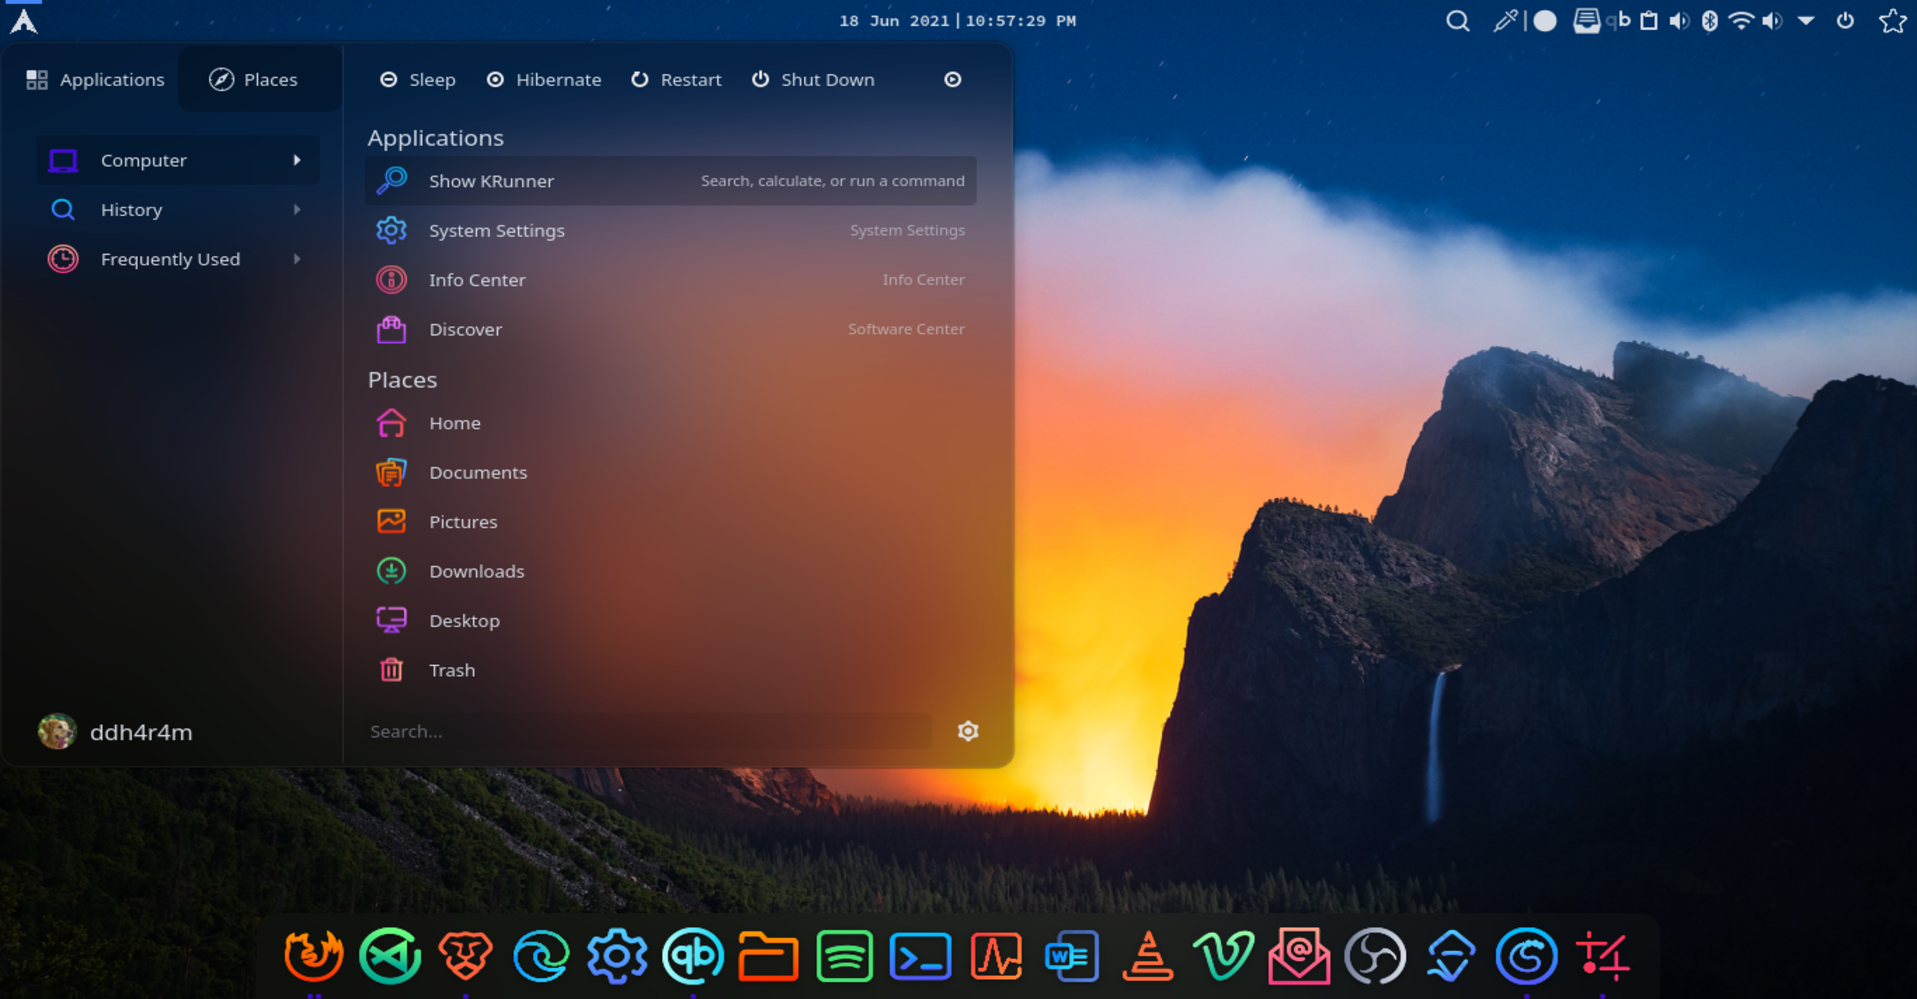 18 Jun 2021|10:57:29 PM
qb
Applications
Places
Sleep
Hibernate
Restart
Shut Down
Computer
History
Frequently Used
Applications
Show KRunner Search, calculate, or run a command
System Settings System Settings
Info Center Info Center
Discover Software Center
Places
Home
Documents
Pictures
Downloads
Desktop
Trash
ddh4r4m
Search...
qb
W